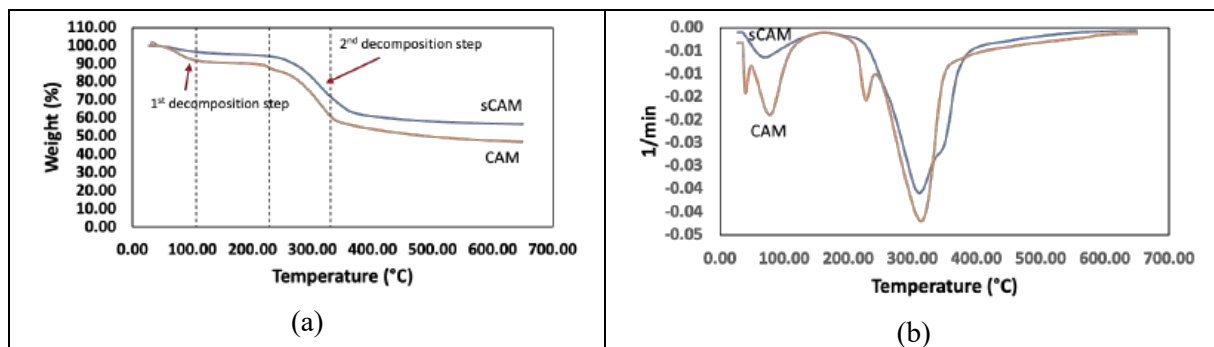 110.00
100.00
90.00
80.00
70.00
60.00
50.00
40.00
30.00
20.00
10.00
0.00
Weight (%)
2nd decomposition step
1st decomposition step
sCAM
CAM
0.00 100.00 200.00 300.00 400.00 500.00 600.00 700.00
Temperature (°C)
(a)
0.00
-0.01
-0.01
-0.02
-0.02
-0.03
-0.03
-0.04
-0.04
-0.05
1/min
sCAM
CAM
0.00 100.00 200.00 300.00 400.00 500.00 600.00 700.00
Temperature (°C)
(b)